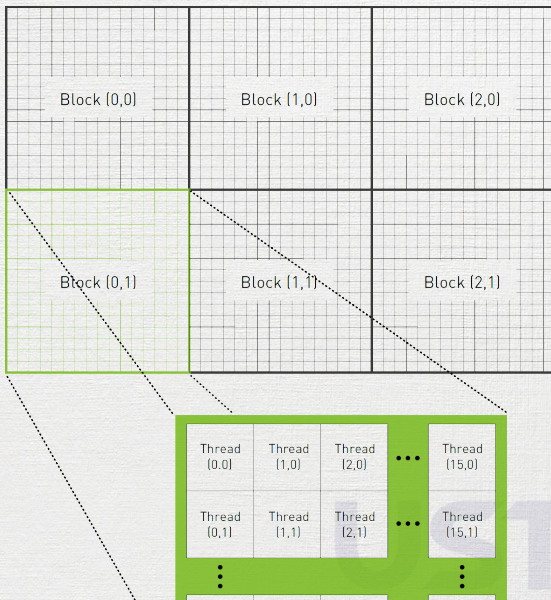 Block (0,0)
Block (1,0)
Block (2,0)
Block (0,1)
Block (1,1)
Block (2,1)
Thread
(0.0)
Thread
(1,0)
Thread
(2,0)
Thread
(15,0)
Thread
(0,1)
Thread
(1,1)
Thread
(2,1)
Thread
(15,1)
UST